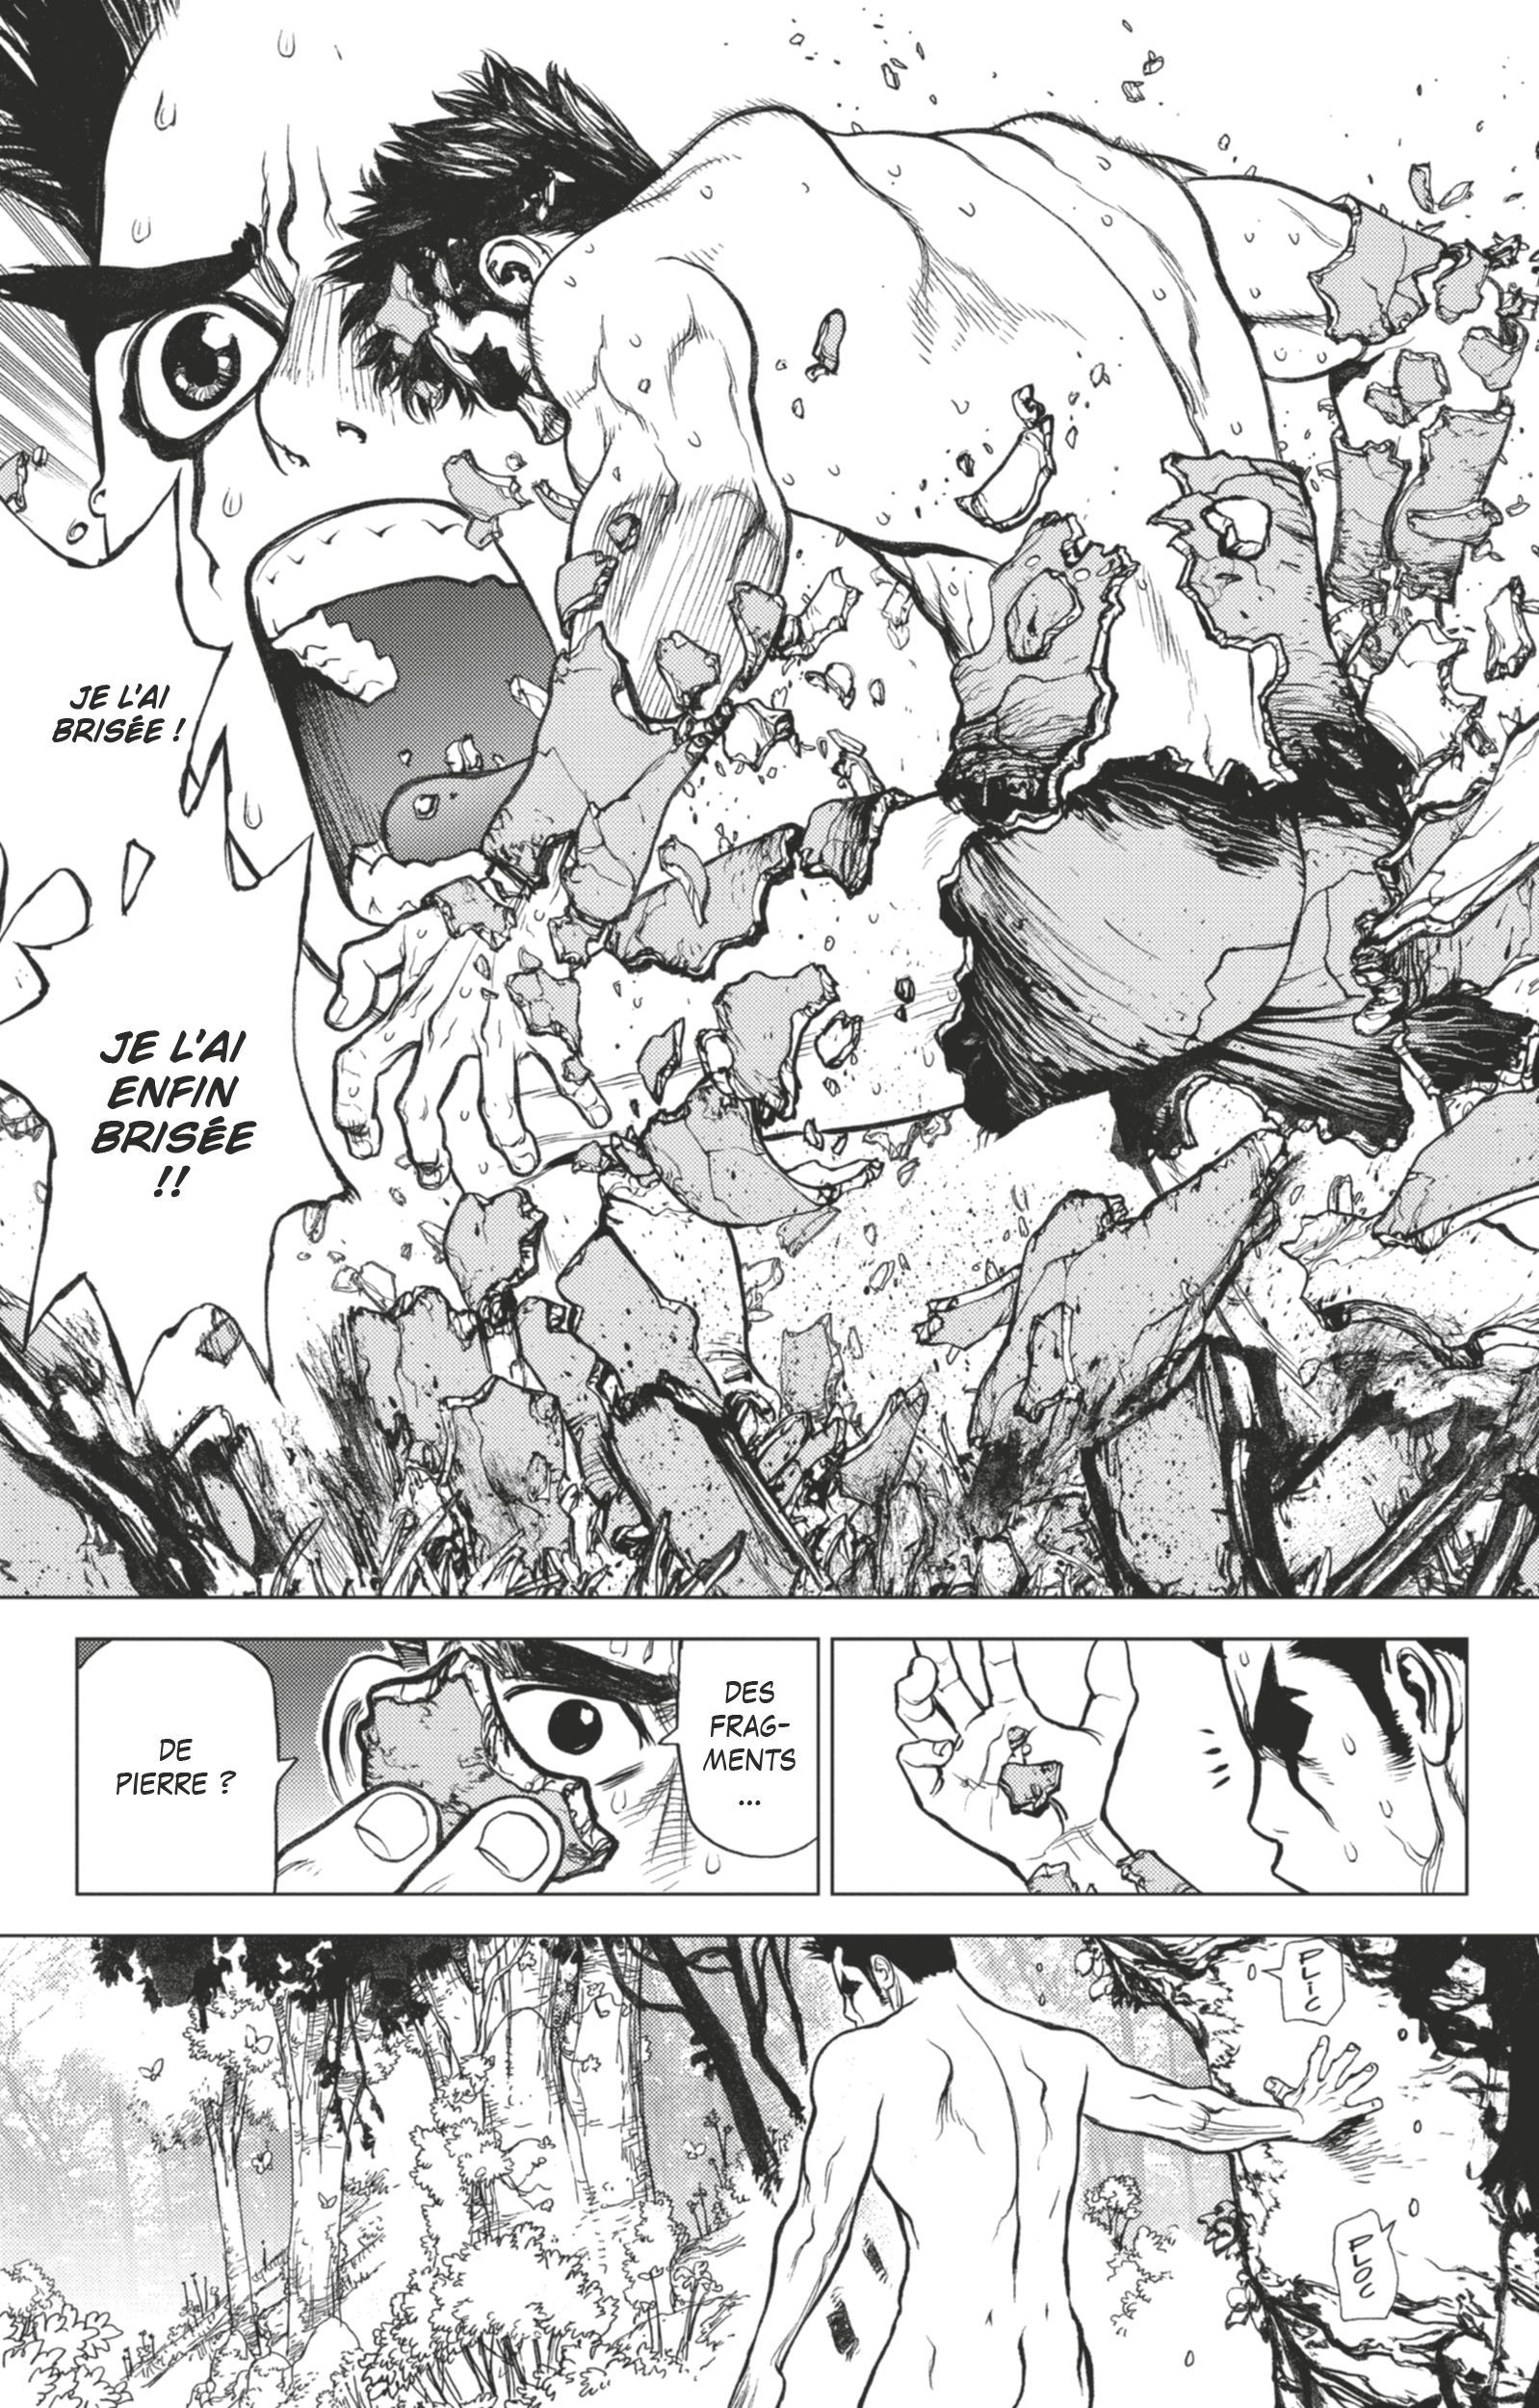 JE L'AI
BRISÉE !
JE L'AI
ENFIN
BRISÉE
!!
DES
FRAG-
MENTS
...
DE
PIERRE ?
PLIC
PLOC